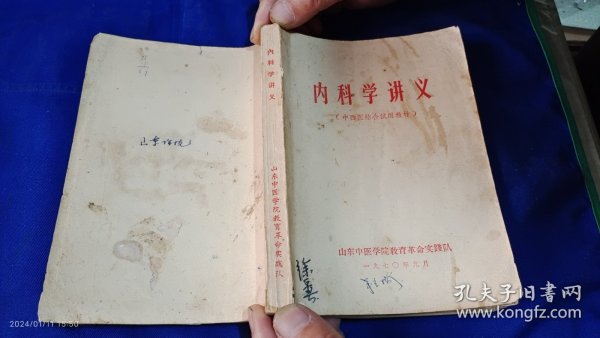 内科学讲义
（中西医结合试用教材）
山东中医学院教育革命实践队
一九七〇年九月
内科学讲义
山东中医学院教育革命实践队
2024/01/11 15:50
孔夫子旧书网